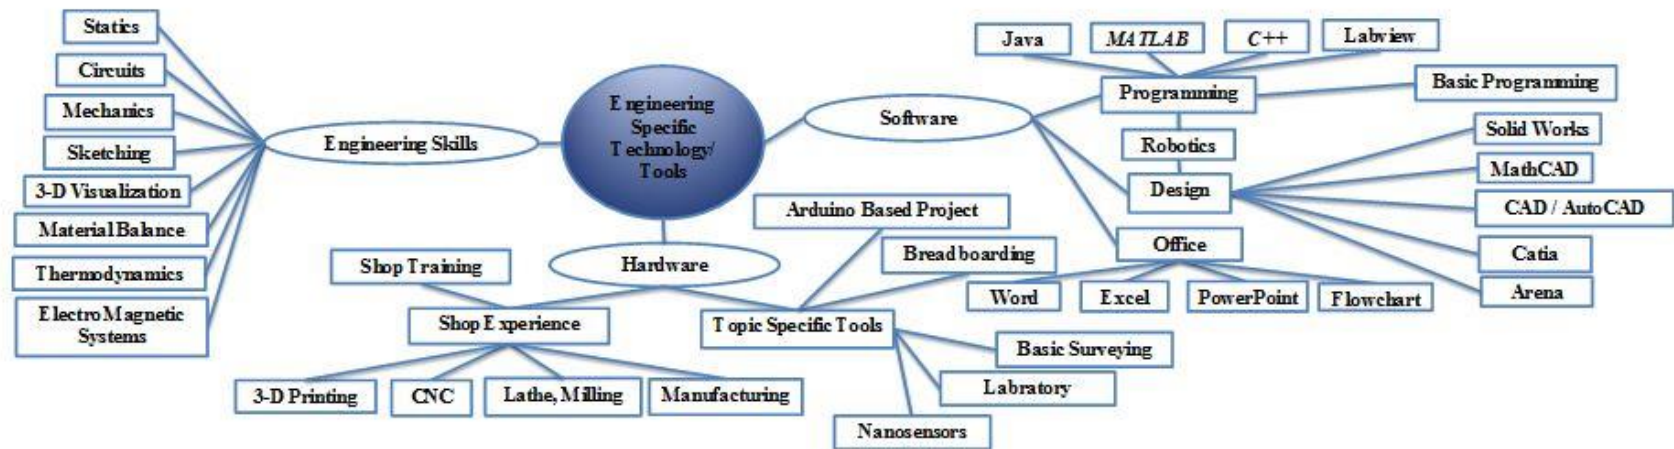 Statics
Circuits
Mechanics
Sketching
3-D Visualization
Material Balance
Thermodynamics
Electro Magnetic
Systems
Engineering Skills
Engineering
Specific
Technology/
Tools
Software
Java
MATLAB
C++
Labview
Programming
Basic Programming
Robotics
Design
Solid Works
MathCAD
CAD / AutoCAD
Catia
Arena
Office
Word
Excel
PowerPoint
Flowchart
Hardware
Shop Training
Shop Experience
3-D Printing
CNC
Lathe, Milling
Manufacturing
Arduino Based Project
Bread boarding
Topic Specific Tools
Basic Surveying
Labratory
Nanosensors